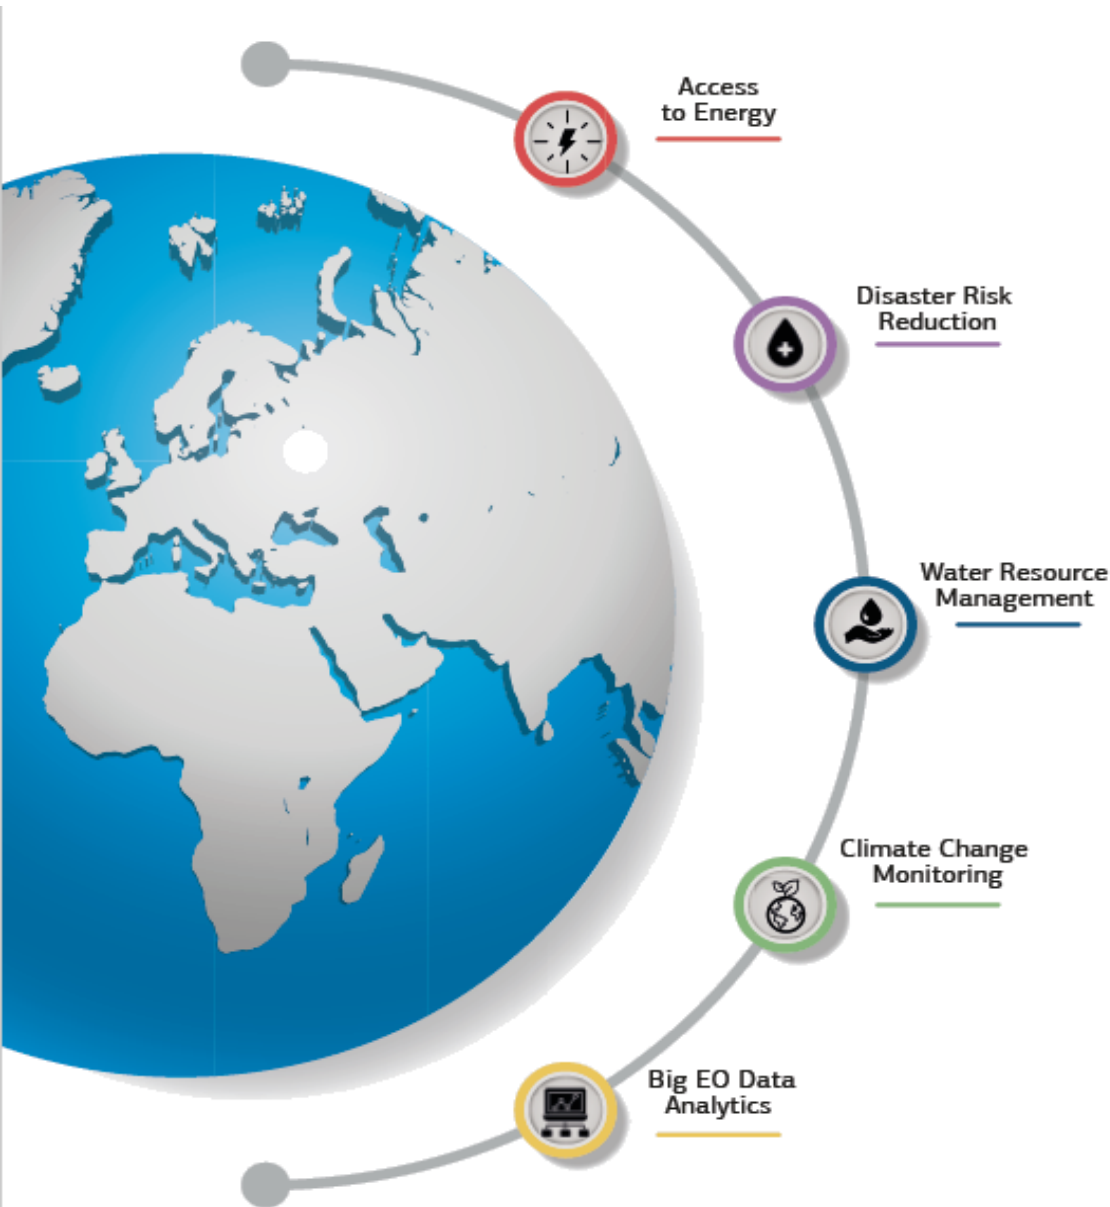 Access
to Energy
Disaster Risk
Reduction
Water Resource
Management
Climate Change
Monitoring
Big EO Data
Analytics